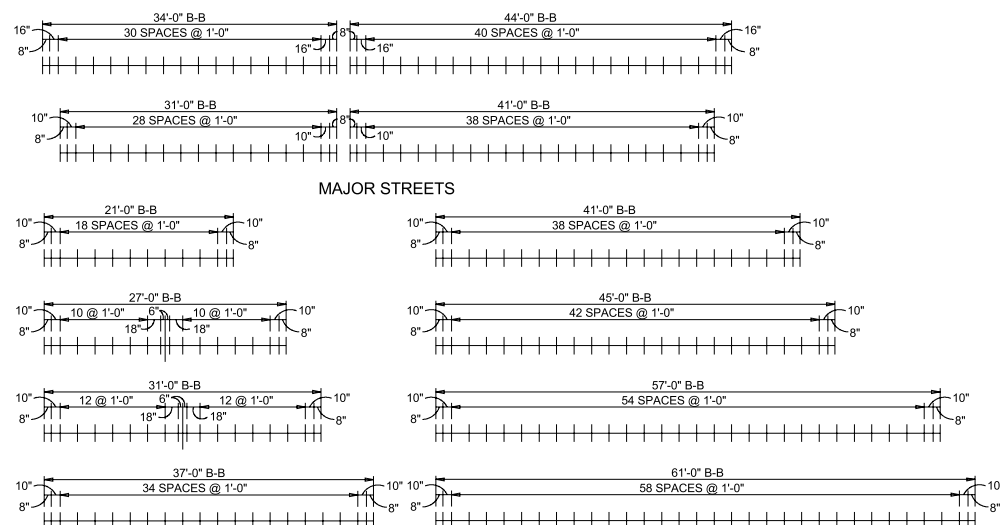 34'-0" B-B 44'-0" B-B
16" 30 SPACES @ 1'-0" 8" 40 SPACES @ 1'-0" 16"
8" 16" 16" 8"
31'-0" B-B 41'-0" B-B
10" 28 SPACES @ 1'-0" 8" 38 SPACES @ 1'-0" 10"
8" 10" 10" 8"
MAJOR STREETS
21'-0" B-B 41'-0" B-B
10" 18 SPACES @ 1'-0" 10" 10" 38 SPACES @ 1'-0" 10"
8" 8" 8" 8"
27'-0" B-B 45'-0" B-B
10" 10 @ 1'-0" 6" 10 @ 1'-0" 10" 10" 42 SPACES @ 1'-0" 10"
8" 18" 18" 8" 8" 8"
31'-0" B-B 57'-0" B-B
10" 12 @ 1'-0" 6" 12 @ 1'-0" 10" 10" 54 SPACES @ 1'-0" 10"
8" 18" 18" 8" 8" 8"
37'-0" B-B 61'-0" B-B
10" 34 SPACES @ 1'-0" 10" 10" 58 SPACES @ 1'-0" 10
8" 8" 8" 8"